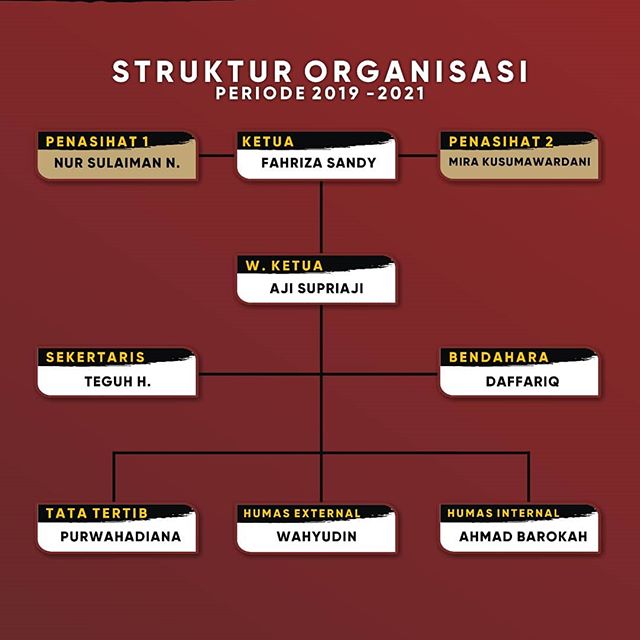 STRUKTUR ORGANISASI
PERIODE 2019 -2021
PENASIHAT 1
NUR SULAIMAN N.
KETUA
FAHRIZA SANDY
PENASIHAT 2
MIRA KUSUMAWARDANI
W. KETUA
AJI SUPRIAJI
SEKERTARIS
TEGUH H.
BENDAHARA
DAFFARIQ
TATA TERTIB
PURWAHADIANA
HUMAS EXTERNAL
WAHYUDIN
HUMAS INTERNAL
AHMAD BAROKAH